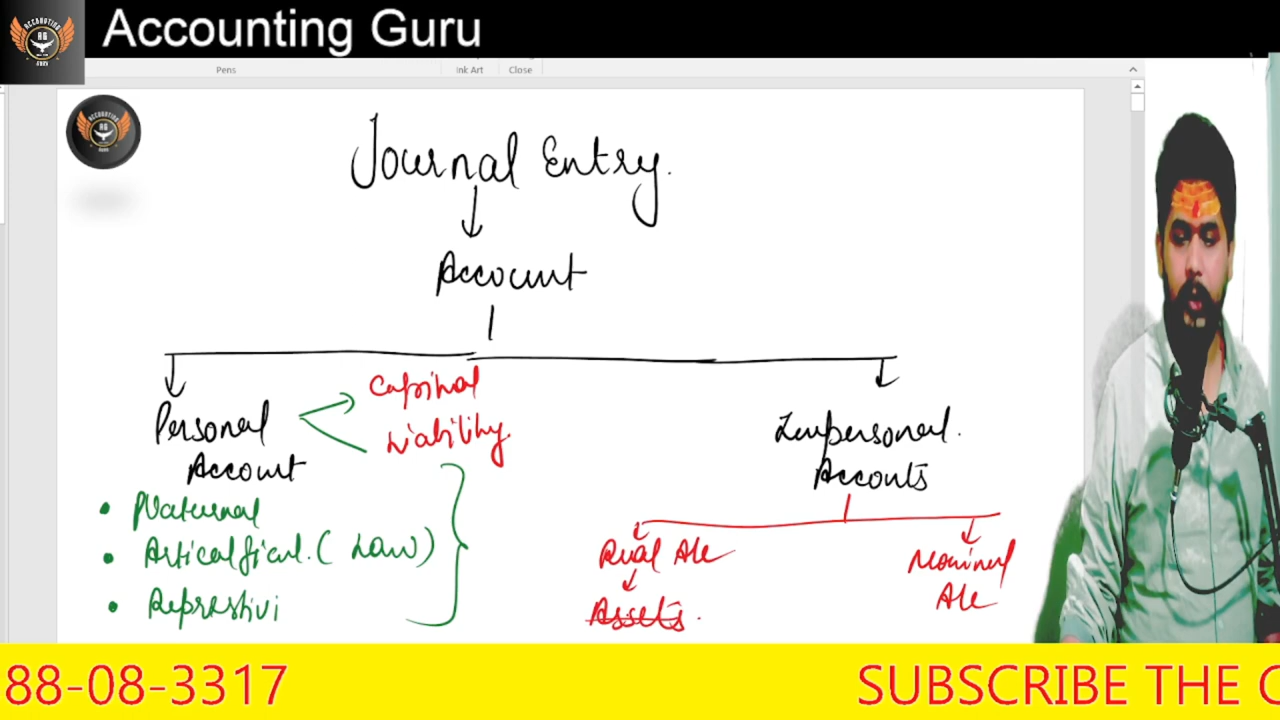 Accounting Guru
Pens
Ink Art
Close
Journal Entry.
Account
Personal
Account
Capital
Liability.
Impersonal.
Accounts
• Natural
• Articalficial. (Law)
• Represtivi
Real A/c
Assets.
Nominal
A/c
88-08-3317
SUBSCRIBE THE C